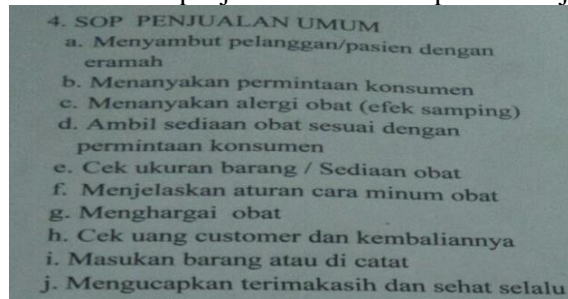 4. SOP PENJUALAN UMUM
a. Menyambut pelanggan/pasien dengan
eramah
b. Menanyakan permintaan konsumen
c. Menanyakan alergi obat (efek samping)
d. Ambil sediaan obat sesuai dengan
permintaan konsumen
e. Cek ukuran barang / Sediaan obat
f. Menjelaskan aturan cara minum obat
g. Menghargai obat
h. Cek uang customer dan kembaliannya
i. Masukan barang atau di catat
j. Mengucapkan terimakasih dan sehat selalu